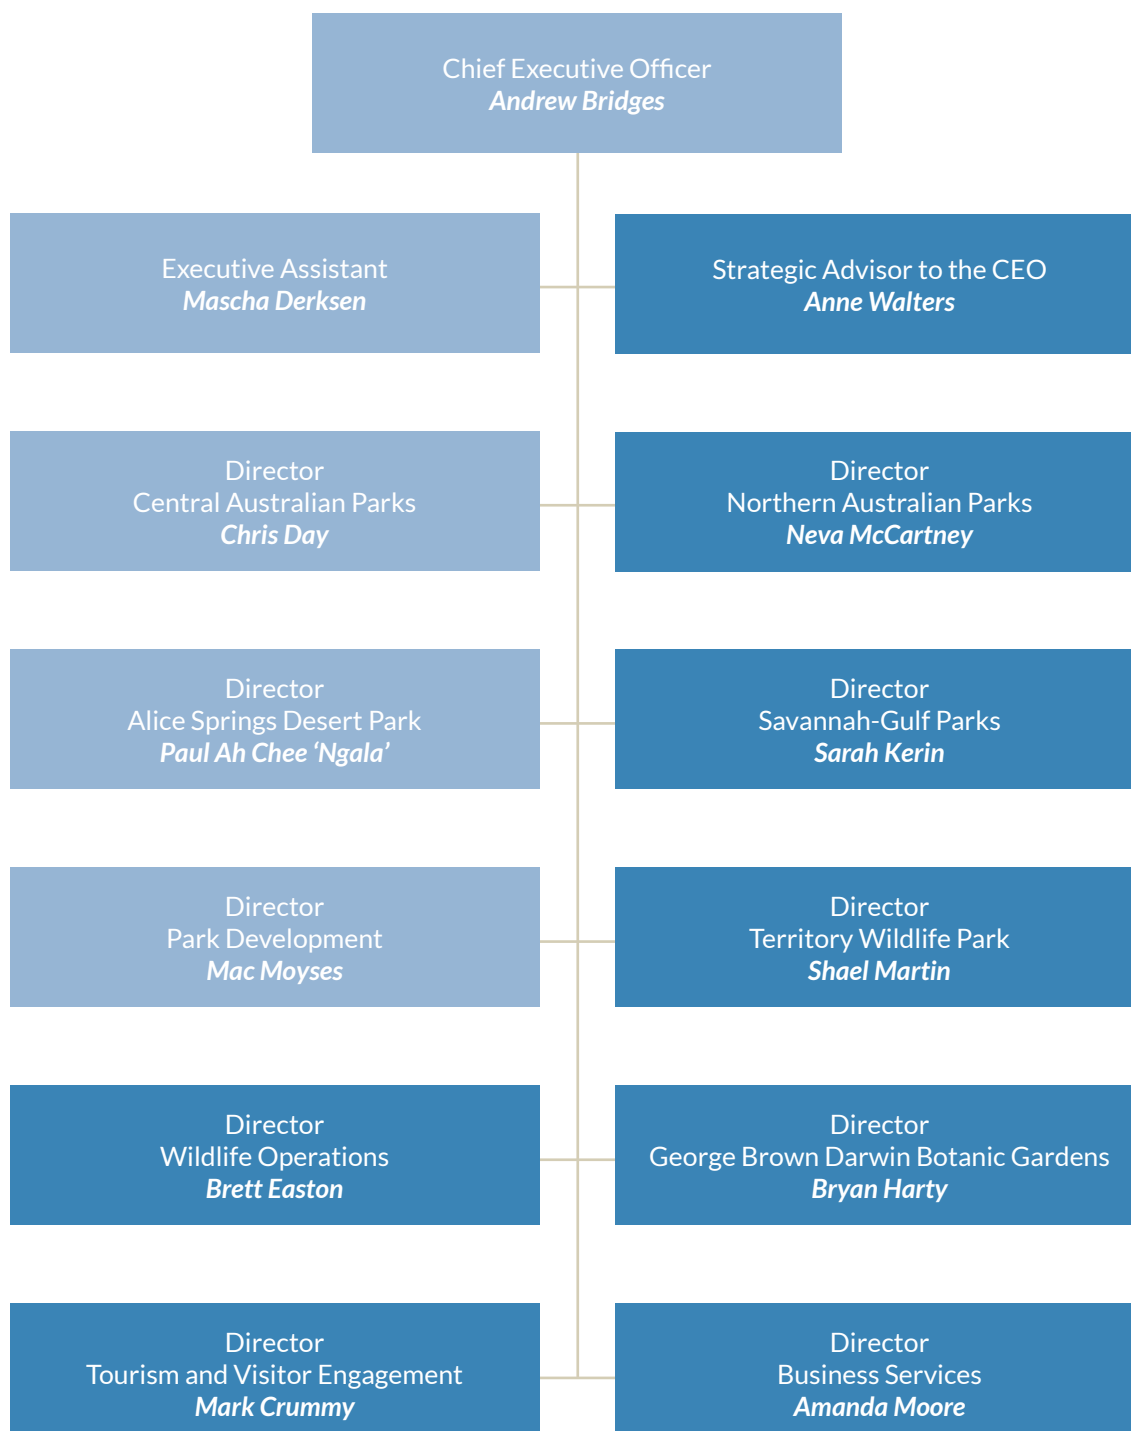 Chief Executive Officer
Andrew Bridges
Executive Assistant
Mascha Derksen
Strategic Advisor to the CEO
Anne Walters
Director
Central Australian Parks
Chris Day
Director
Northern Australian Parks
Neva McCartney
Director
Alice Springs Desert Park
Paul Ah Chee ‘Ngala’
Director
Savannah-Gulf Parks
Sarah Kerin
Director
Park Development
Mac Moyses
Director
Territory Wildlife Park
Shael Martin
Director
Wildlife Operations
Brett Easton
Director
George Brown Darwin Botanic Gardens
Bryan Harty
Director
Tourism and Visitor Engagement
Mark Crummy
Director
Business Services
Amanda Moore